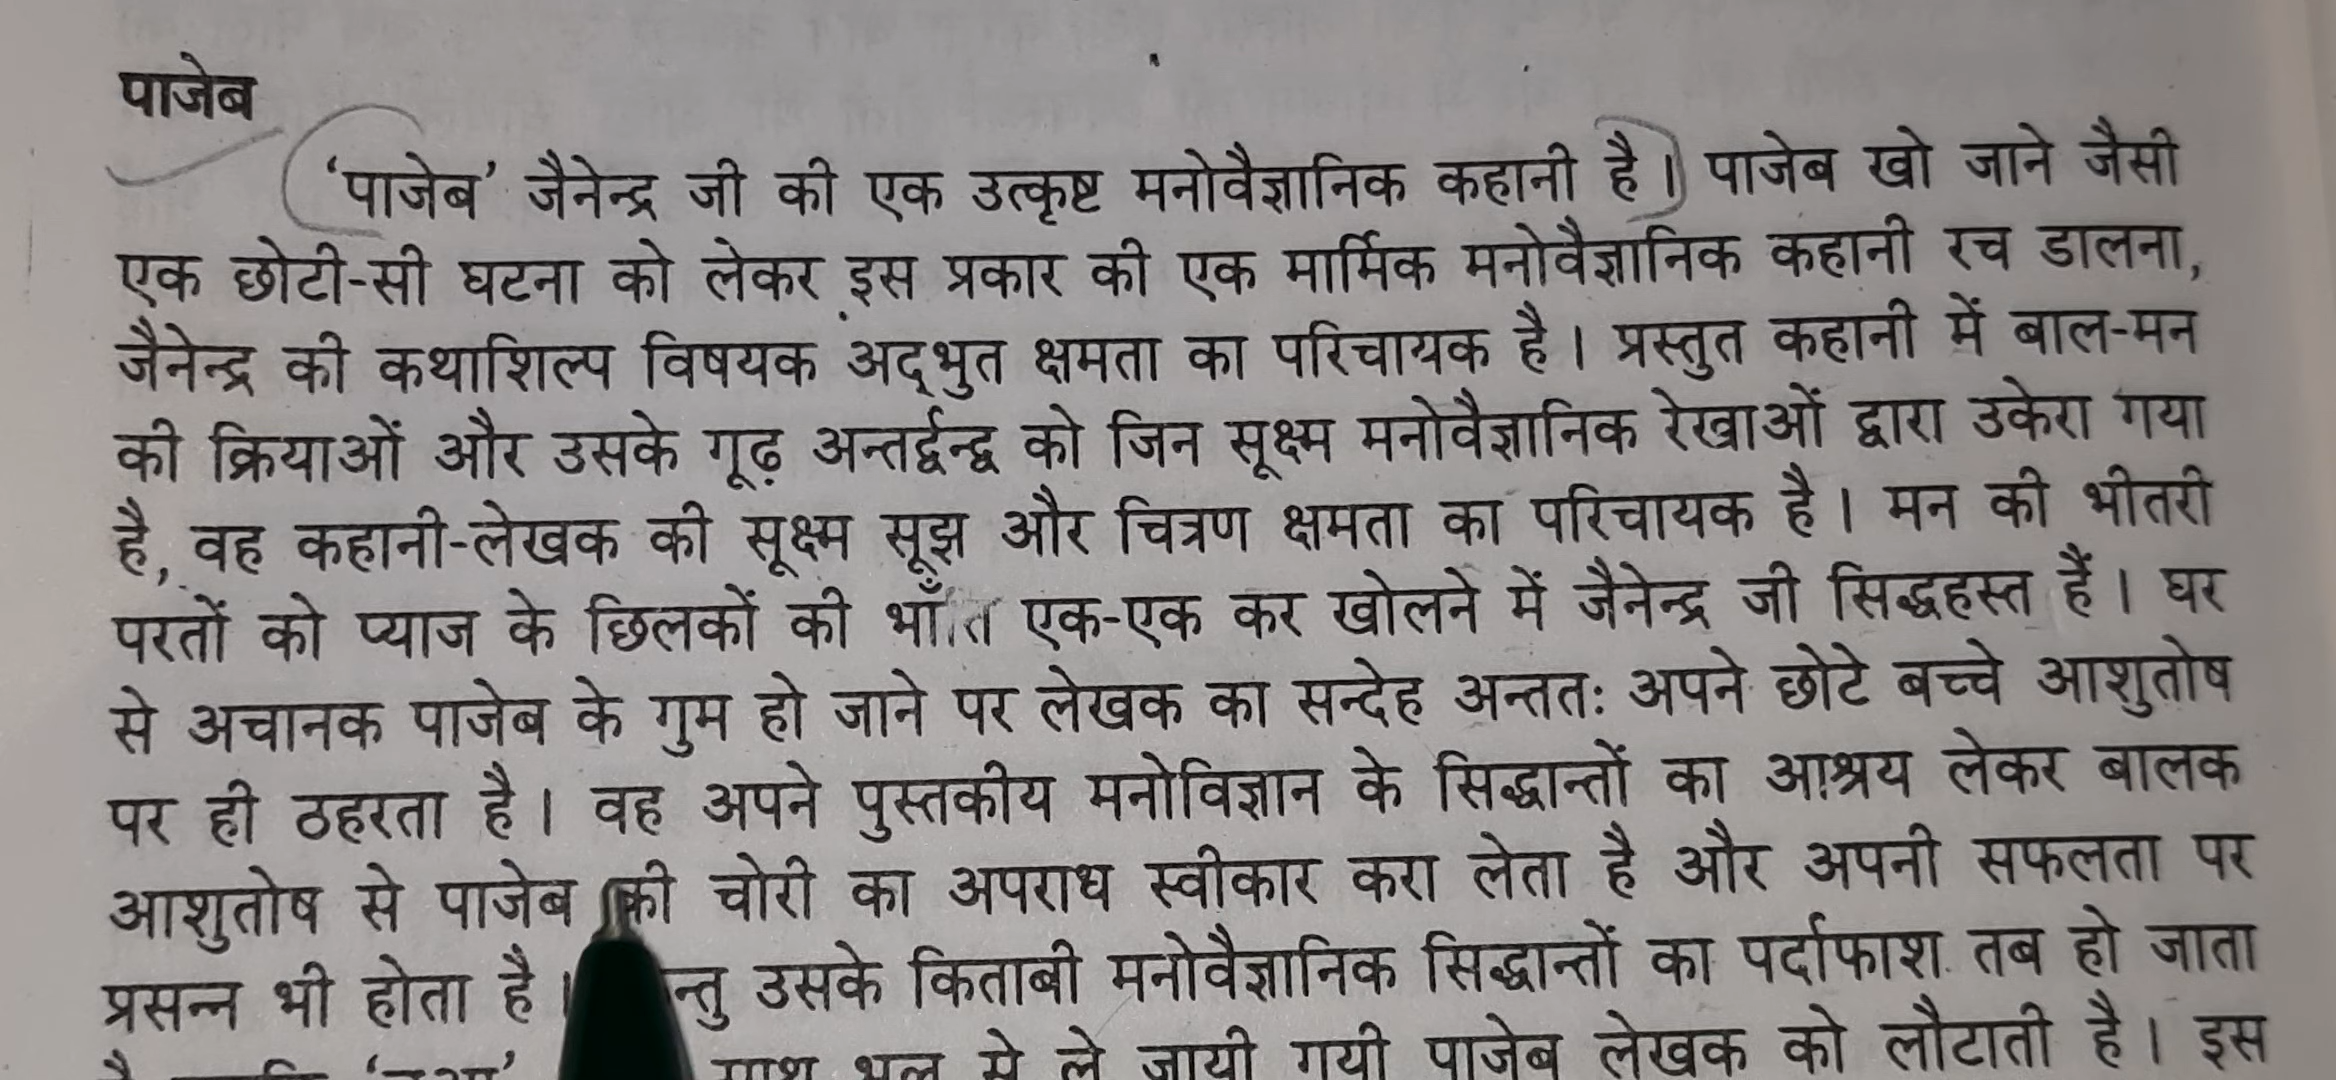 पाजेब
‘पाजेब’ जैनेन्द्र जी की एक उत्कृष्ट मनोवैज्ञानिक कहानी है। पाजेब खो जाने जैसी
एक छोटी-सी घटना को लेकर इस प्रकार की एक मार्मिक मनोवैज्ञानिक कहानी रच डालना,
जैनेन्द्र की कथाशिल्प विषयक अद्भुत क्षमता का परिचायक है। प्रस्तुत कहानी में बाल-मन
की क्रियाओं और उसके गूढ़ अन्तर्द्वन्द्व को जिन सूक्ष्म मनोवैज्ञानिक रेखाओं द्वारा उकेरा गया
है, वह कहानी-लेखक की सूक्ष्म सूझ और चित्रण क्षमता का परिचायक है। मन की भीतरी
परतों को प्याज के छिलकों की भाँति एक-एक कर खोलने में जैनेन्द्र जी सिद्धहस्त हैं। घर
से अचानक पाजेब के गुम हो जाने पर लेखक का सन्देह अन्ततः अपने छोटे बच्चे आशुतोष
पर ही ठहरता है। वह अपने पुस्तकीय मनोविज्ञान के सिद्धान्तों का आश्रय लेकर बालक
आशुतोष से पाजेब की चोरी का अपराध स्वीकार करा लेता है और अपनी सफलता पर
प्रसन्न भी होता है। उसके किताबी मनोवैज्ञानिक सिद्धान्तों का पर्दाफाश तब हो जाता
ले जायी गयी पाजेब लेखक को लौटाती है। इस